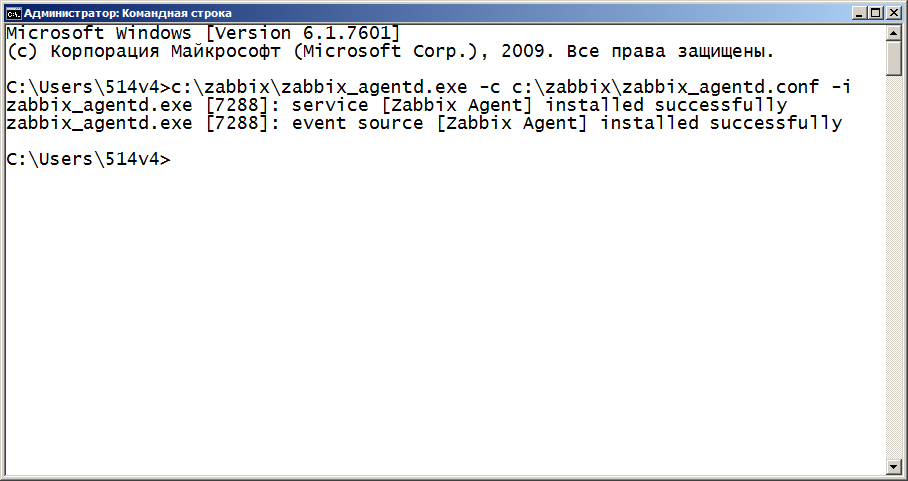 Администратор: Командная строка
Microsoft Windows [Version 6.1.7601]
(c) Корпорация Майкрософт (Microsoft Corp.), 2009. Все права защищены.
C:\Users\514v4>c:\zabbix\zabbix_agentd.exe -c c:\zabbix\zabbix_agentd.conf -i
zabbix_agentd.exe [7288]: service [Zabbix Agent] installed successfully
zabbix_agentd.exe [7288]: event source [Zabbix Agent] installed successfully
C:\Users\514v4>